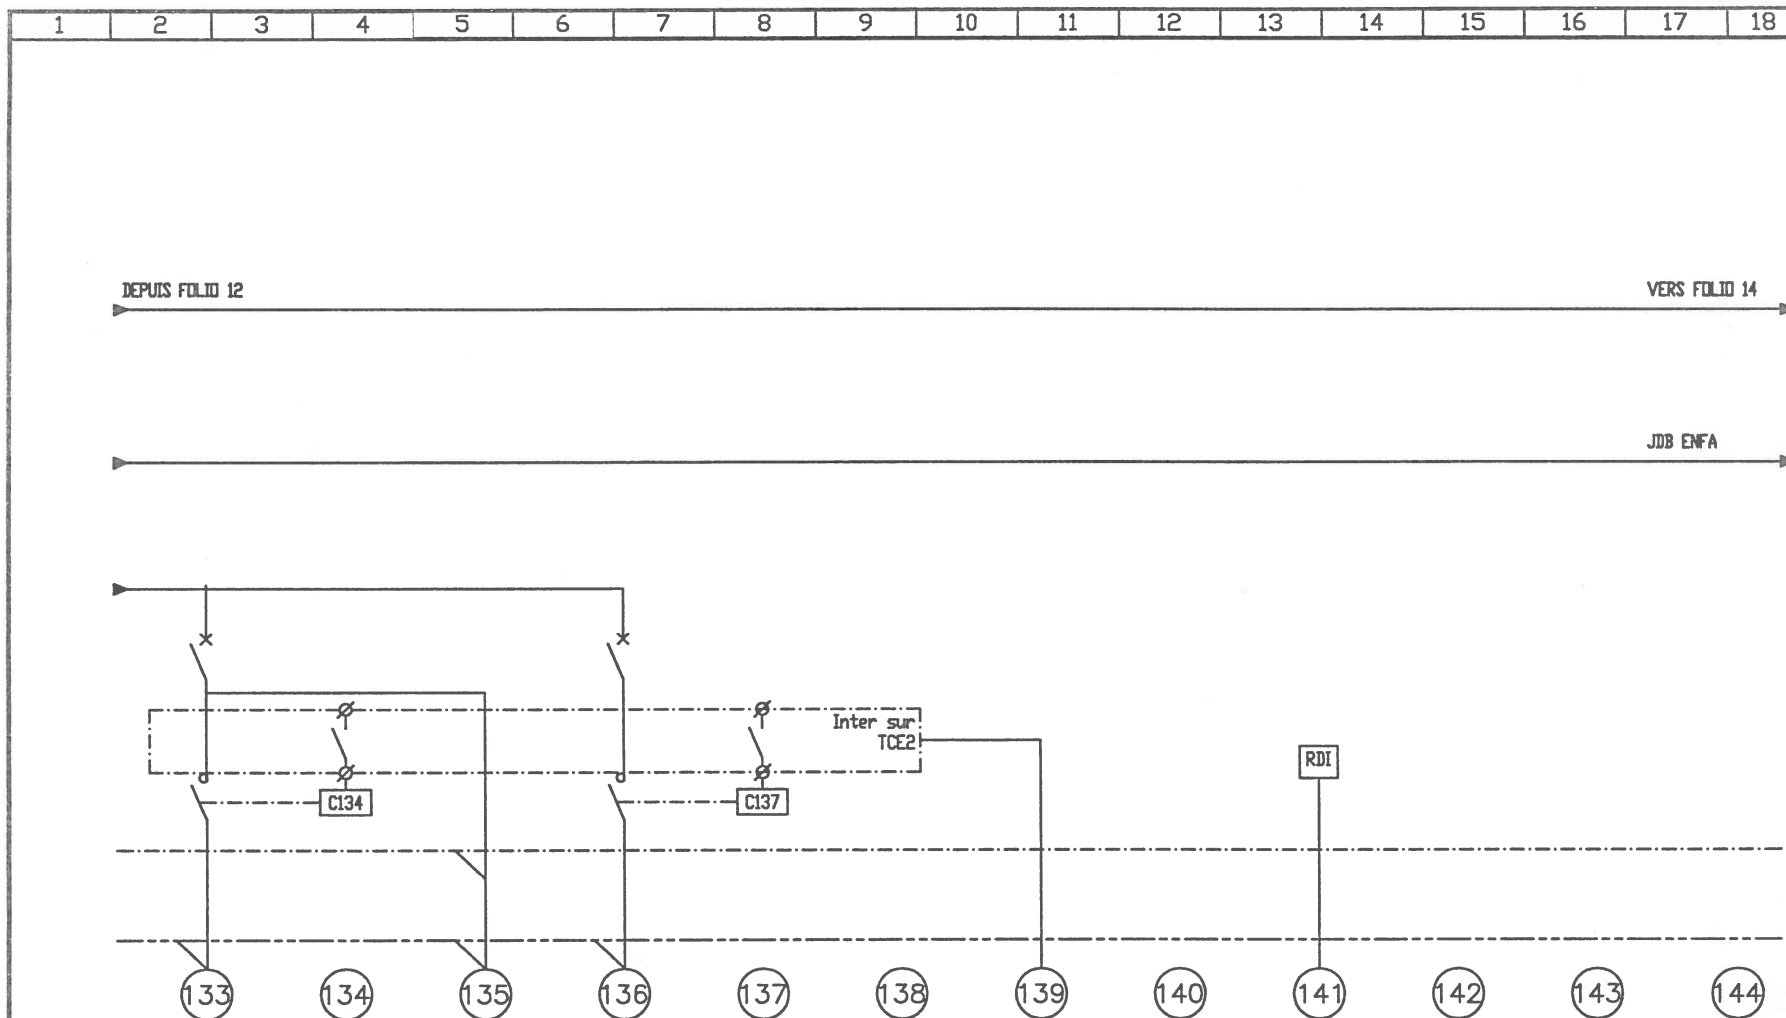 1 2 3 4 5 6 7 8 9 10 11 12 13 14 15 16 17 18
DEPUIS FOLIO 12
VERS FOLIO 14
JDB ENFA
Inter sur
TCE2
RDI
C134
C137
133 134 135 136 137 138 139 140 141 142 143 144